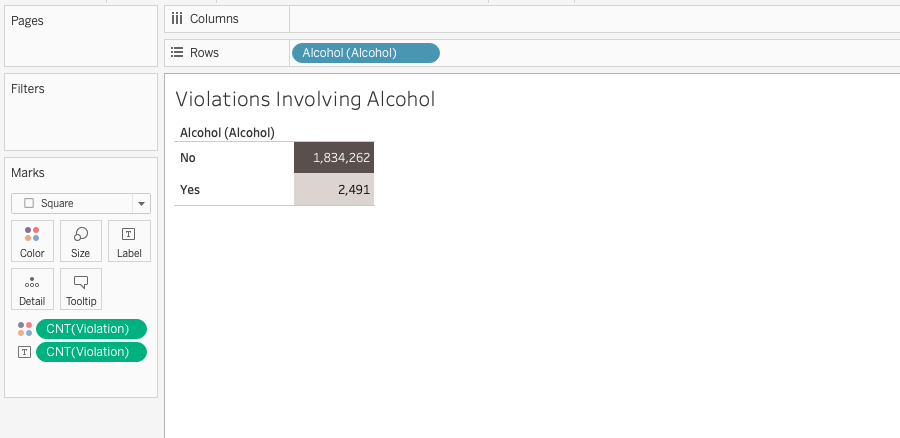 Pages
Columns
Rows
Alcohol (Alcohol)
Filters
Marks
Square
Color
Size
Label
Detail
Tooltip
CNT(Violation)
CNT(Violation)
Violations Involving Alcohol
Alcohol (Alcohol)
No 1,834,262
Yes 2,491